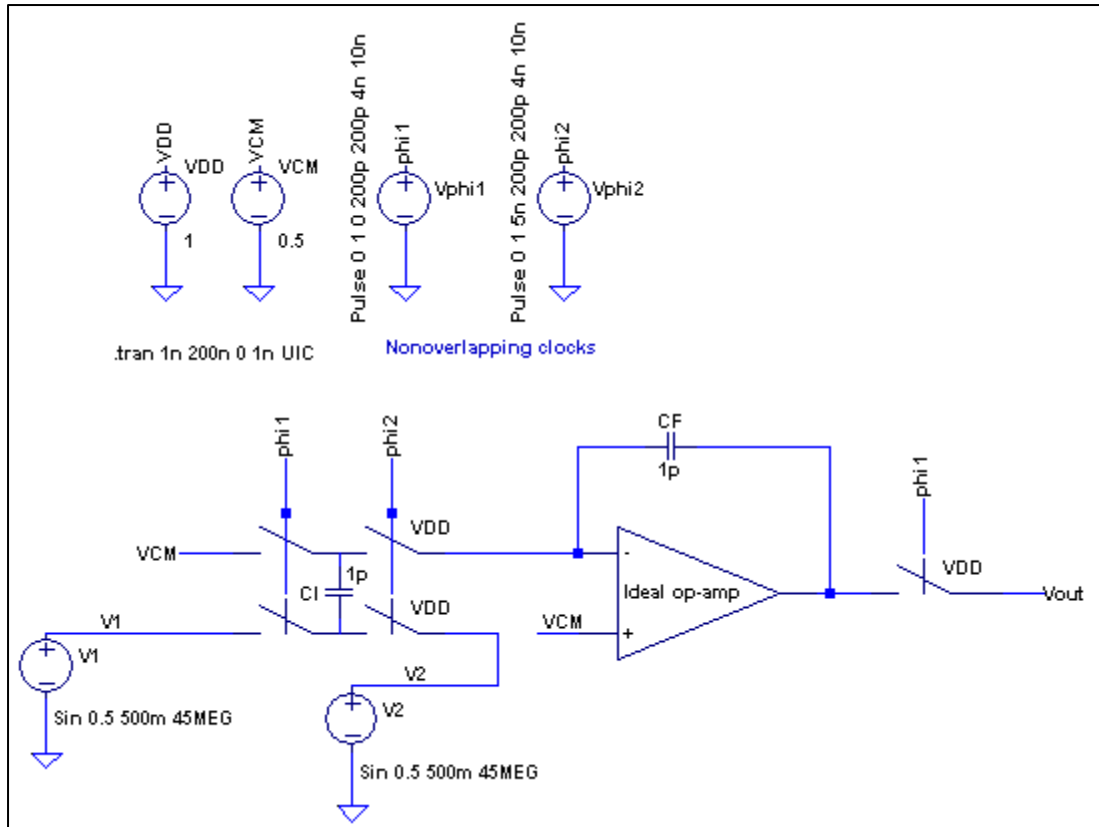 Pulse 0 1 0 200p 200p 4n 10n
Pulse 0 1 5n 200p 200p 4n 10n
VDD
VCM
phi1
phi2
VDD
VCM
Vphi1
Vphi2
1
0.5
.tran 1n 200n 0 1n UIC
Nonoverlapping clocks
phi1
phi2
CF
1p
phi1
VDD
VCM
1p
CI
VDD
Ideal op-amp
-
+
VCM
VDD
Vout
V1
V1
V2
V2
Sin 0.5 500m 45MEG
Sin 0.5 500m 45MEG